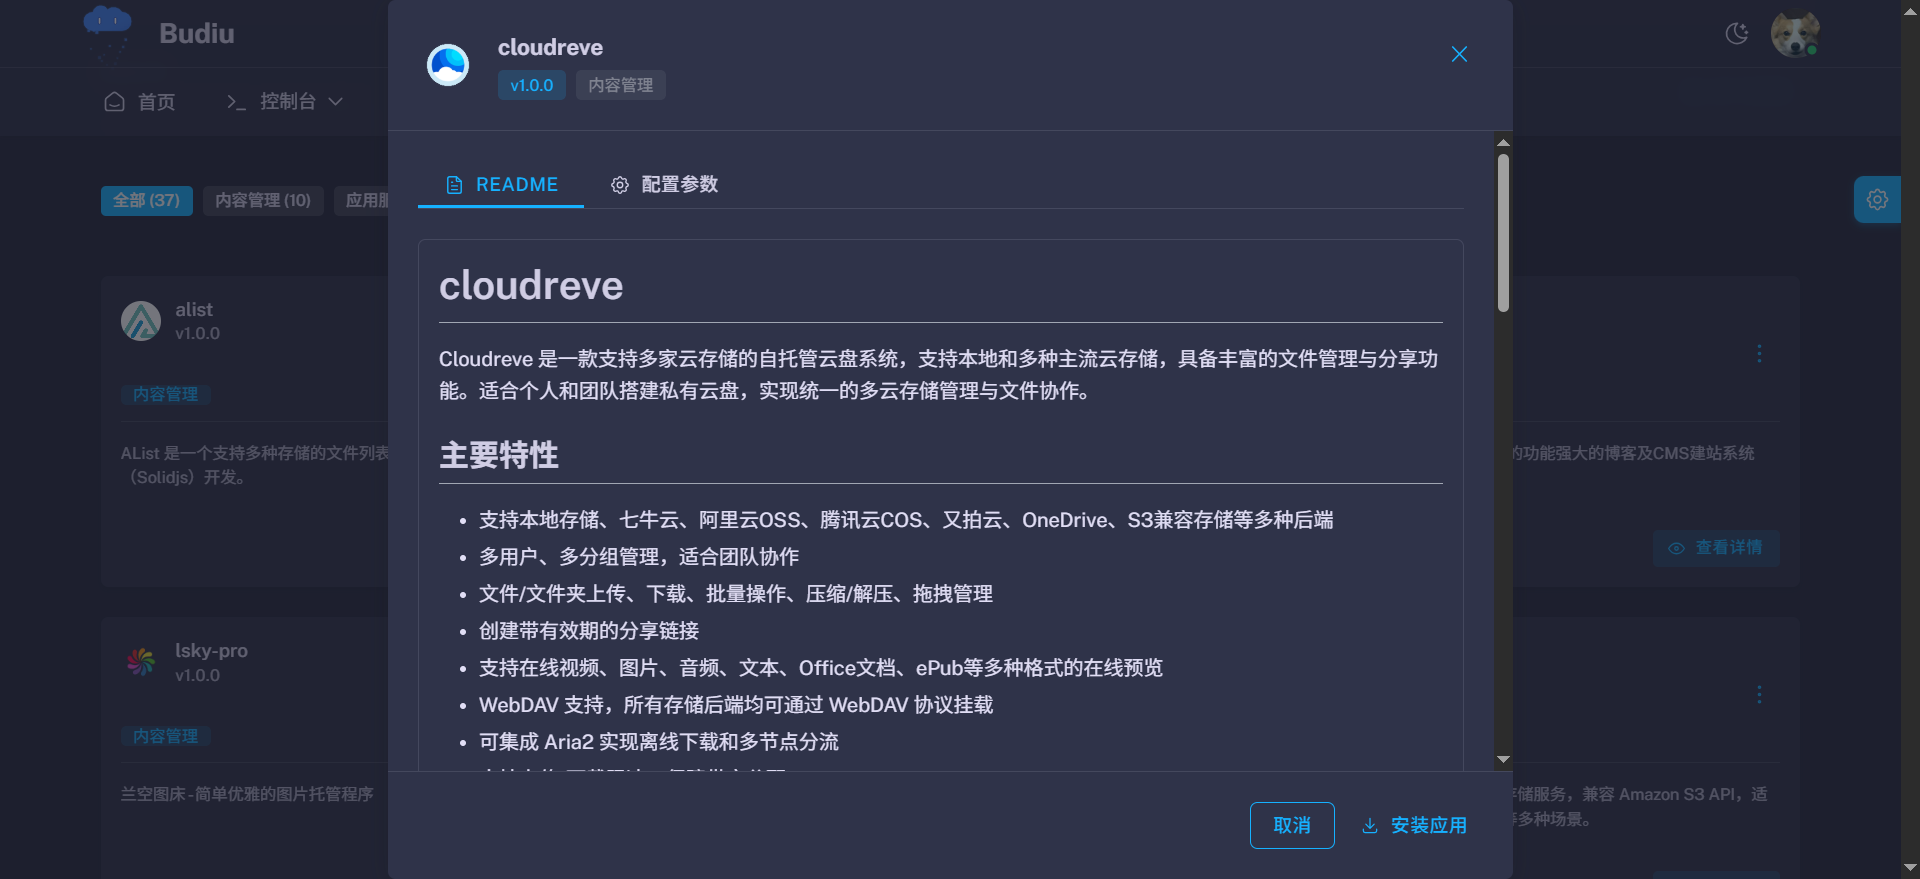 Budiu
首页
控制台
全部 (37)
内容管理 (10)
应用服
alist
v1.0.0
内容管理
AList 是一个支持多种存储的文件列表
（Solidjs）开发。
lsky-pro
v1.0.0
内容管理
兰空图床-简单优雅的图片托管程序
cloudreve
v1.0.0
内容管理
README
配置参数
cloudreve
Cloudreve 是一款支持多家云存储的自托管云盘系统，支持本地和多种主流云存储，具备丰富的文件管理与分享功
能。适合个人和团队搭建私有云盘，实现统一的多云存储管理与文件协作。
主要特性
• 支持本地存储、七牛云、阿里云OSS、腾讯云COS、又拍云、OneDrive、S3兼容存储等多种后端
• 多用户、多分组管理，适合团队协作
• 文件/文件夹上传、下载、批量操作、压缩/解压、拖拽管理
• 创建带有效期的分享链接
• 支持在线视频、图片、音频、文本、Office文档、ePub等多种格式的在线预览
• WebDAV 支持，所有存储后端均可通过 WebDAV 协议挂载
• 可集成 Aria2 实现离线下载和多节点分流
取消
安装应用
的功能强大的博客及CMS建站系统
查看详情
存储服务，兼容 Amazon S3 API，适
等多种场景。